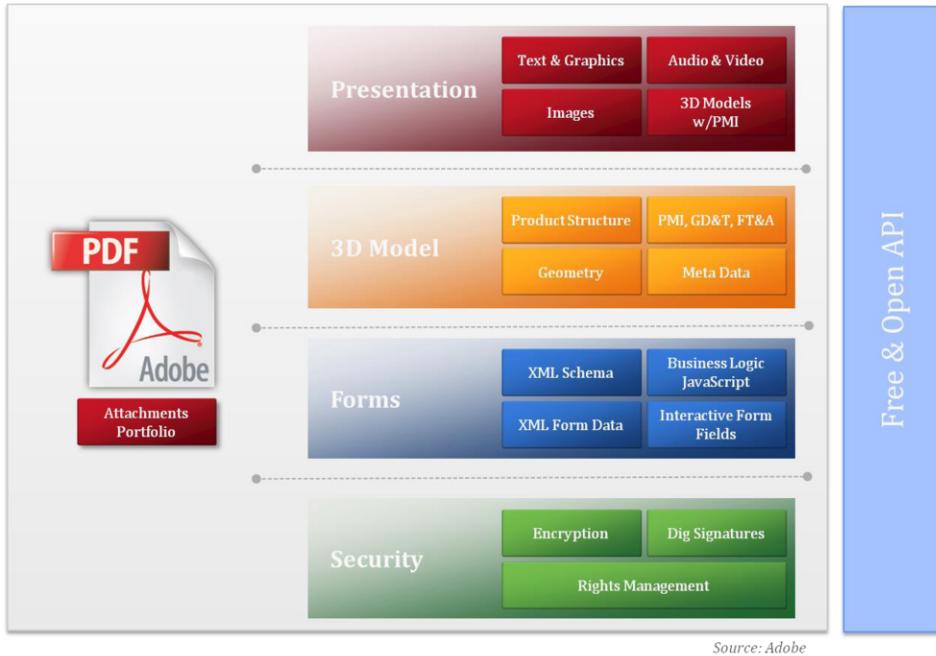 Presentation
Text & Graphics
Audio & Video
Images
3D Models
w/PMI
PDF
Adobe
Attachments
Portfolio
3D Model
Product Structure
PMI, GD&T, FT&A
Geometry
Meta Data
Forms
XML Schema
Business Logic
JavaScript
XML Form Data
Interactive Form
Fields
Security
Encryption
Dig Signatures
Rights Management
Free & Open API
Source: Adobe